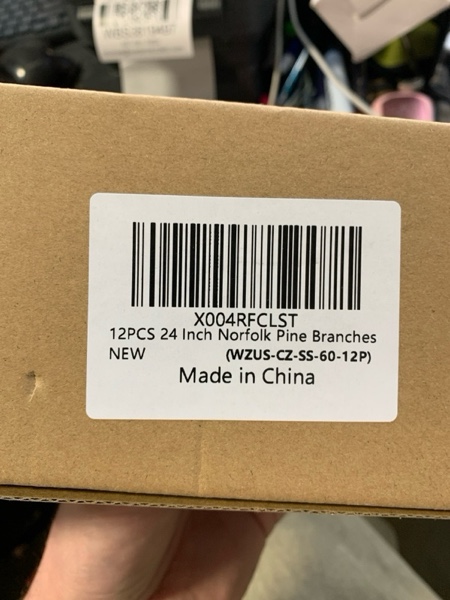 X004RFCLST
12PCS 24 Inch Norfolk Pine Branches
NEW (WZUS-CZ-SS-60-12P)
Made in China